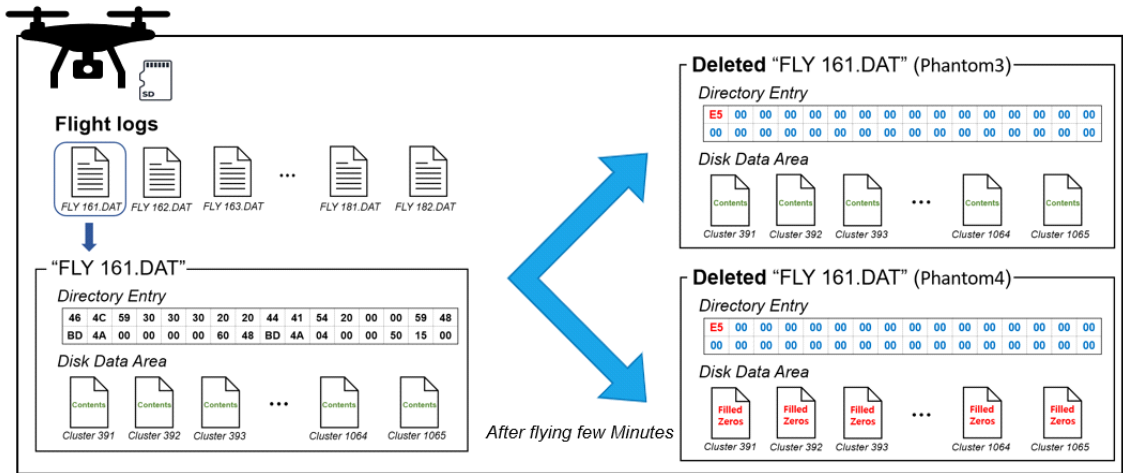 SD
Flight logs
FLY 161.DAT FLY 162.DAT FLY 163.DAT ... FLY 181.DAT FLY 182.DAT
"FLY 161.DAT"
Directory Entry
46 4C 59 30 30 30 20 20 44 41 54 20 00 00 59 48
BD 4A 00 00 00 60 48 BD 4A 04 00 00 50 15 00
Disk Data Area
Contents Contents Contents ... Contents Contents
Cluster 391 Cluster 392 Cluster 393 Cluster 1064 Cluster 1065
After flying few Minutes
Deleted "FLY 161.DAT" (Phantom3)
Directory Entry
E5 00 00 00 00 00 00 00 00 00 00 00 00 00 00 00
00 00 00 00 00 00 00 00 00 00 00 00 00 00 00 00
Disk Data Area
Contents Contents Contents ... Contents Contents
Cluster 391 Cluster 392 Cluster 393 Cluster 1064 Cluster 1065
Deleted "FLY 161.DAT" (Phantom4)
Directory Entry
E5 00 00 00 00 00 00 00 00 00 00 00 00 00 00 00
00 00 00 00 00 00 00 00 00 00 00 00 00 00 00 00
Disk Data Area
Filled Filled Filled ... Filled Filled
Zeros Zeros Zeros Zeros Zeros
Cluster 391 Cluster 392 Cluster 393 Cluster 1064 Cluster 1065